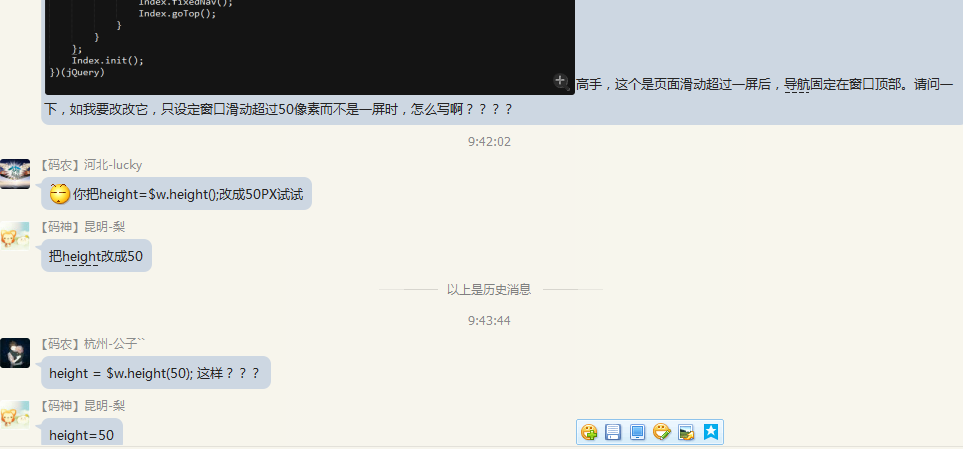 Index.fixedNav();
Index.goTop();
}
}
};
Index.init();
})(jQuery)
高手，这个是页面滑动超过一屏后，导航固定在窗口顶部。请问一
下，如我要改改它，只设定窗口滑动超过50像素而不是一屏时，怎么写啊？？？？
9:42:02
【码农】河北-lucky
你把height=$w.height();改成50PX试试
【码神】昆明-梨
把height改成50
以上是历史消息
9:43:44
【码农】杭州-公子``
height = $w.height(50); 这样？？？
【码神】昆明-梨
height=50